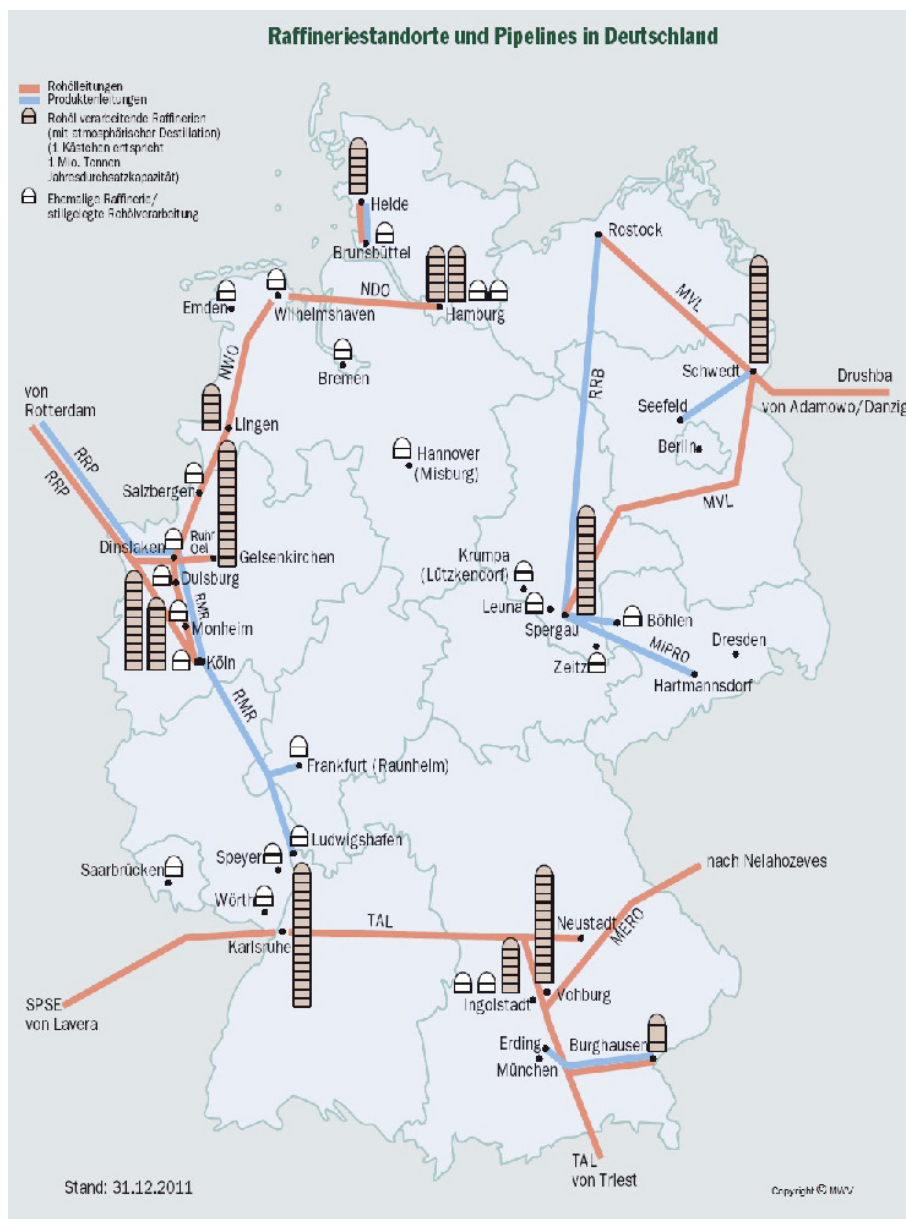 Raffineriestandorte und Pipelines in Deutschland
Rohölleitungen
Produktenleitungen
Rohöl verarbeitende Raffinerien
(mit atmosphärischer Destillation)
(1 Kästchen entspricht
1 Mio. Tonnen
Jahresdurchsatzkapazität)
Ehemalige Raffinerie/
stillgelegte Rohölverarbeitung
Heide
Brunsbüttel
Rostock
NDO
Emden
Wilhelmshaven
Hamburg
MVL
Bremen
NWO
Schwedt
Drushba
von Adamowo/Danzig
von
Rotterdam
RRB
Seefeld
Berlin
Lingen
RRP
RRP
Hannover
(Misburg)
Salzbergen
MVL
Ruhr
Oel
Dinslaken
Gelsenkirchen
Krumpa
(Lützkendorf)
Duisburg
RMR
Leuna
Spergau
Böhlen
Monheim
MIPRO
Dresden
Zeitz
Köln
Hartmannsdorf
RMR
Frankfurt (Raunheim)
Ludwigshafen
Speyer
Saarbrücken
nach Nelahozeves
Wörth
Neustadt
MERO
TAL
Karlsruhe
Vohburg
Ingolstadt
SPSE
von Lavera
Erding
Burghausen
München
TAL
von Triest
Stand: 31.12.2011
Copyright © MWV